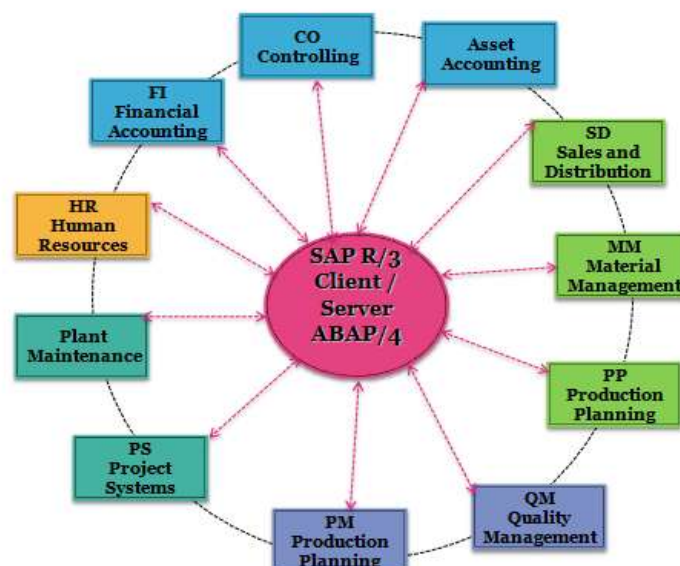 CO
Controlling
Asset
Accounting
FI
Financial
Accounting
SD
Sales and
Distribution
HR
Human
Resources
SAP R/3
Client /
Server
ABAP/4
MM
Material
Management
Plant
Maintenance
PP
Production
Planning
PS
Project
Systems
QM
Quality
Management
PM
Production
Planning